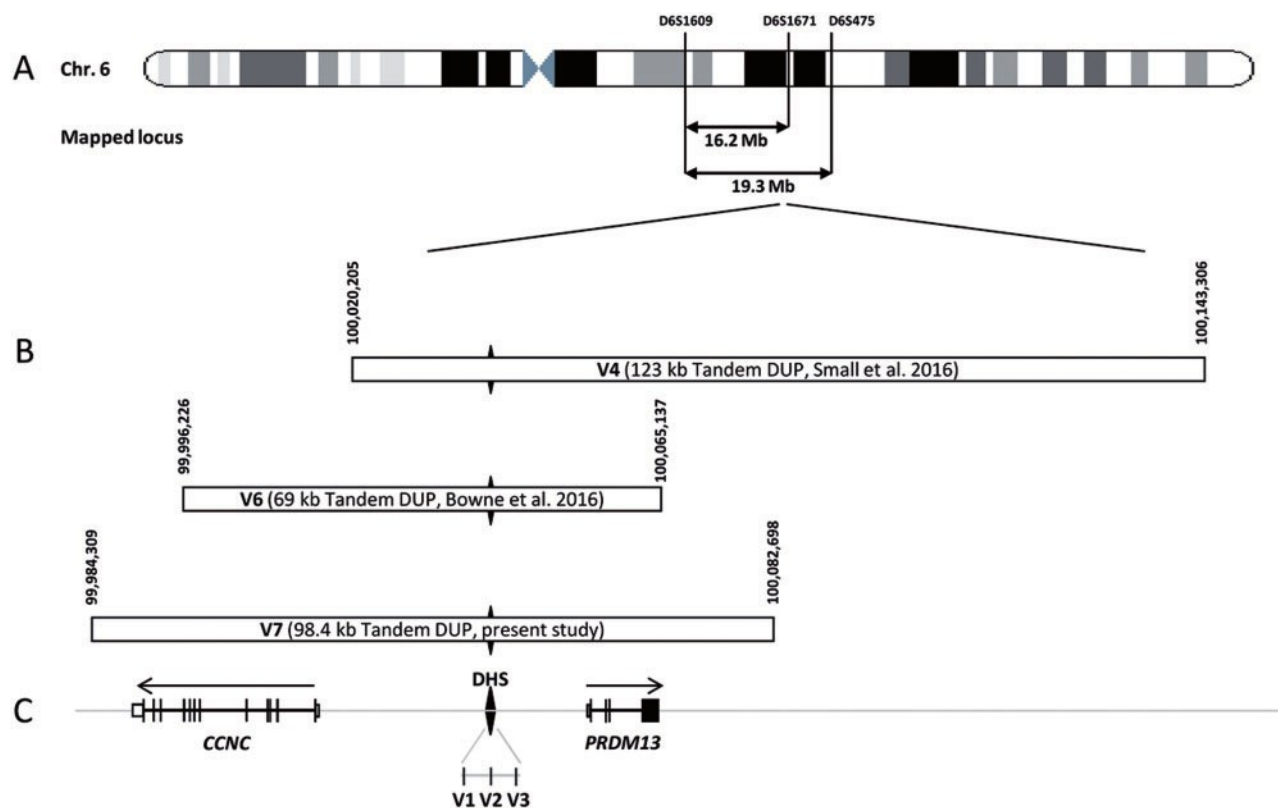 D6S1609 D6S1671 D6S475
A Chr. 6
Mapped locus
16.2 Mb
19.3 Mb
100,020,205
100,143,306
B
V4 (123 kb Tandem DUP, Small et al. 2016)
99,996,226
100,065,137
V6 (69 kb Tandem DUP, Bowne et al. 2016)
99,984,309
100,082,698
V7 (98.4 kb Tandem DUP, present study)
DHS
C
CCNC PRDM13
V1 V2 V3